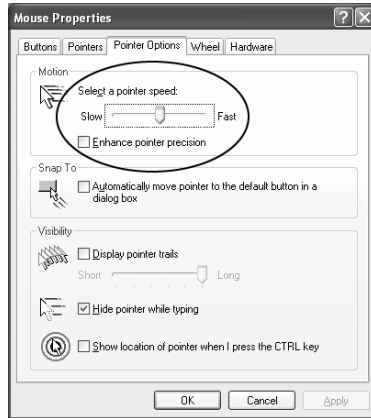 Mouse Properties
Buttons Pointers Pointer Options Wheel Hardware
Motion
Select a pointer speed:
Slow Fast
Enhance pointer precision
Snap To
Automatically move pointer to the default button in a
dialog box
Visibility
Display pointer trails
Short Long
Hide pointer while typing
Show location of pointer when I press the CTRL key
OK Cancel Apply